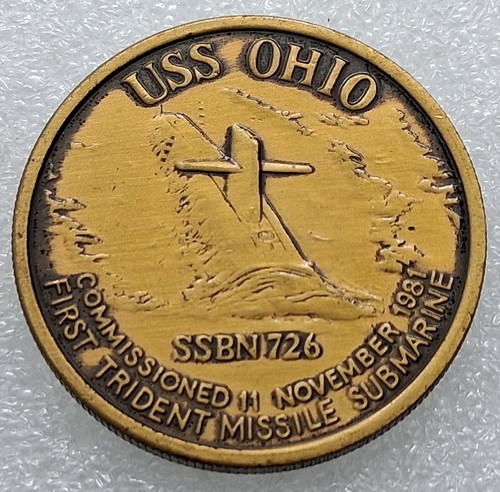 USS OHIO
SSBN 726
COMMISSIONED 11 NOVEMBER 1981
FIRST TRIDENT MISSILE SUBMARINE